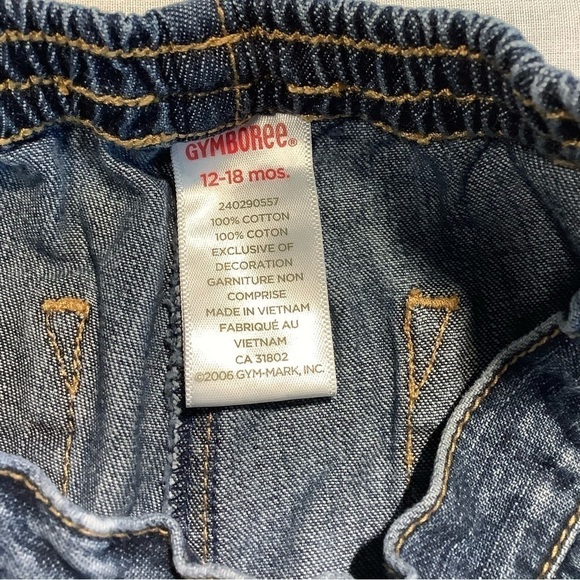 GYMBOREE®
12-18 mos.
240290557
100% COTTON
100% COTON
EXCLUSIVE OF
DECORATION
GARNITURE NON
COMPRISE
MADE IN VIETNAM
FABRIQUÉ AU
VIETNAM
CA 31802
©2006 GYM-MARK, INC.